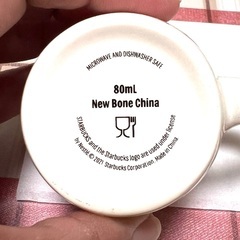 MICROWAVE AND DISHWASHER SAFE
80mL
New Bone China
STARBUCKS and the Starbucks logo are used under license
by Nestlé © 2021 Starbucks Corporation Made in China